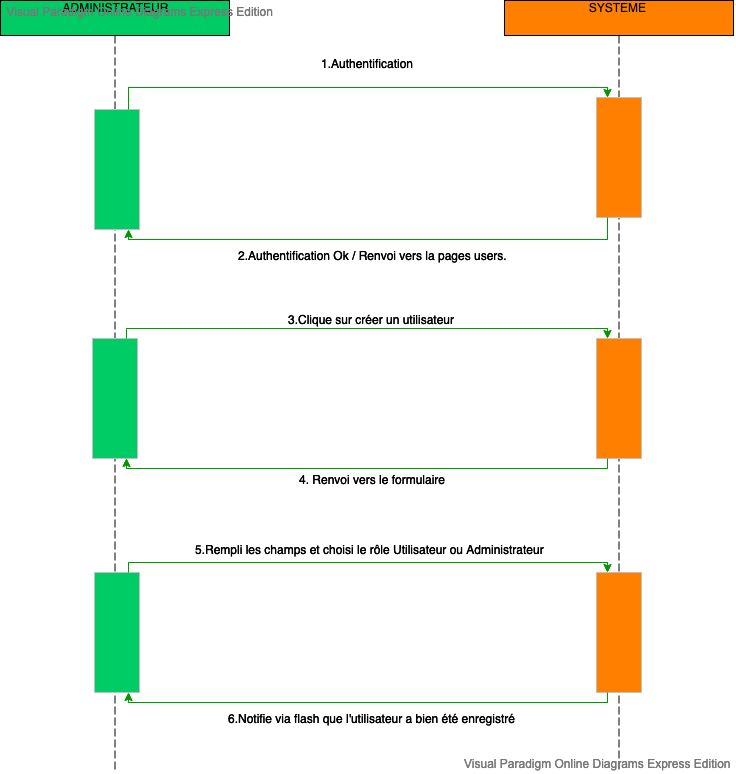 ADMINISTRATEUR
Visual Paradigm Online Diagrams Express Edition
SYSTEME
1.Authentification
2.Authentification Ok / Renvoi vers la pages users.
3.Clique sur créer un utilisateur
4. Renvoi vers le formulaire
5.Rempli les champs et choisi le rôle Utilisateur ou Administrateur
6.Notifie via flash que l'utilisateur a bien été enregistré
Visual Paradigm Online Diagrams Express Edition